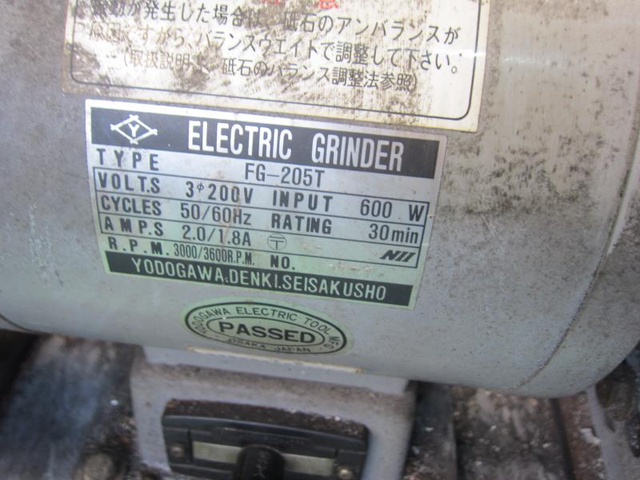 振動が発生した場合は、砥石のアンバランスが
原因ですから、バランスウエイトで調整して下さい。
(取扱説明 砥石のバランス調整法参照)
Y ELECTRIC GRINDER
TYPE FG-205T
VOLTS 3φ200V INPUT 600 W
CYCLES 50/60Hz RATING 30min
AMP.S 2.0/1.8A 〒
R.P.M. 3000/3600R.P.M. NO.
YODOGAWA.DENKI.SEISAKUSHO
YODOGAWA ELECTRIC TOOL MFG
PASSED
OSAKA JAPAN